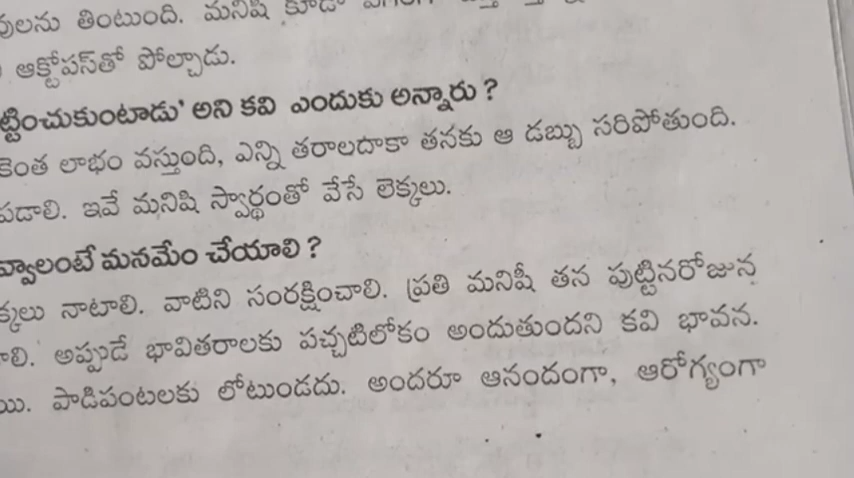 వులను తింటుంది. మనిషి కూడా
ఆక్టోపస్‌తో పోల్చాడు.
ట్టించుకుంటాడు' అని కవి ఎందుకు అన్నారు ?
కెంత లాభం వస్తుంది, ఎన్ని తరాలదాకా తనకు ఆ డబ్బు సరిపోతుంది.
పడాలి. ఇవే మనిషి స్వార్థంతో వేసే లెక్కలు.
వ్వాలంటే మనమేం చేయాలి ?
క్కలు నాటాలి. వాటిని సంరక్షించాలి. ప్రతి మనిషీ తన పుట్టినరోజున
లి. అప్పుడే భావితరాలకు పచ్చటిలోకం అందుతుందని కవి భావన.
యి. పాడిపంటలకు లోటుండదు. అందరూ ఆనందంగా, ఆరోగ్యంగా